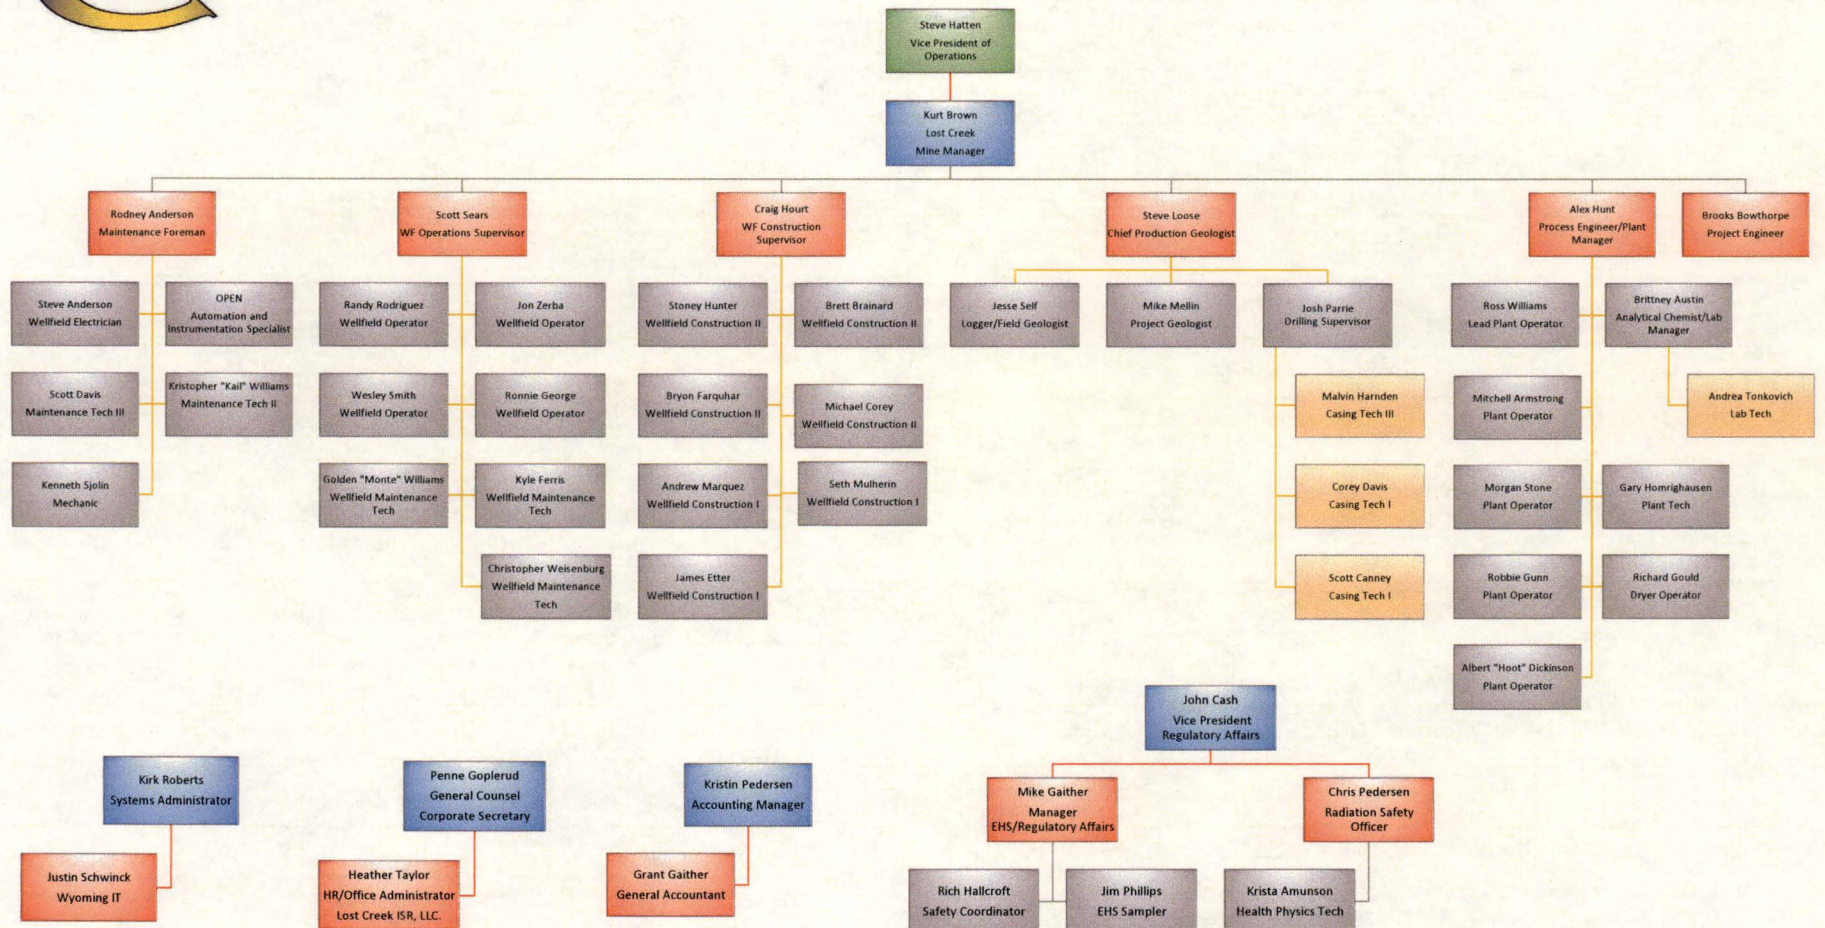 Steve Hatten
Vice President of
Operations
Kurt Brown
Lost Creek
Mine Manager
Rodney Anderson
Maintenance Foreman
Scott Sears
WF Operations Supervisor
Craig Hourt
WF Construction
Supervisor
Steve Loose
Chief Production Geologist
Alex Hunt
Process Engineer/Plant
Manager
Brooks Bowthorpe
Project Engineer
Steve Anderson
Wellfield Electrician
OPEN
Automation and
Instrumentation Specialist
Scott Davis
Maintenance Tech III
Kristopher "Kail" Williams
Maintenance Tech II
Kenneth Sjolin
Mechanic
Randy Rodriguez
Wellfield Operator
Jon Zerba
Wellfield Operator
Wesley Smith
Wellfield Operator
Ronnie George
Wellfield Operator
Golden "Monte" Williams
Wellfield Maintenance
Tech
Kyle Ferris
Wellfield Maintenance
Tech
Christopher Weisenburg
Wellfield Maintenance
Tech
Stoney Hunter
Wellfield Construction II
Brett Brainard
Wellfield Construction II
Bryon Farquhar
Wellfield Construction II
Michael Corey
Wellfield Construction II
Andrew Marquez
Wellfield Construction I
Seth Mulherin
Wellfield Construction I
James Etter
Wellfield Construction I
Jesse Self
Logger/Field Geologist
Mike Mellin
Project Geologist
Josh Parrie
Drilling Supervisor
Malvin Harnden
Casing Tech III
Corey Davis
Casing Tech I
Scott Canney
Casing Tech I
Ross Williams
Lead Plant Operator
Brittney Austin
Analytical Chemist/Lab
Manager
Mitchell Armstrong
Plant Operator
Andrea Tonkovich
Lab Tech
Morgan Stone
Plant Operator
Gary Homrighausen
Plant Tech
Robbie Gunn
Plant Operator
Richard Gould
Dryer Operator
Albert "Hoot" Dickinson
Plant Operator
Kirk Roberts
Systems Administrator
Justin Schwinck
Wyoming IT
Penne Goplerud
General Counsel
Corporate Secretary
Heather Taylor
HR/Office Administrator
Lost Creek ISR, LLC.
Kristin Pedersen
Accounting Manager
Grant Gaither
General Accountant
John Cash
Vice President
Regulatory Affairs
Mike Gaither
Manager
EHS/Regulatory Affairs
Chris Pedersen
Radiation Safety
Officer
Rich Hallcroft
Safety Coordinator
Jim Phillips
EHS Sampler
Krista Amunson
Health Physics Tech